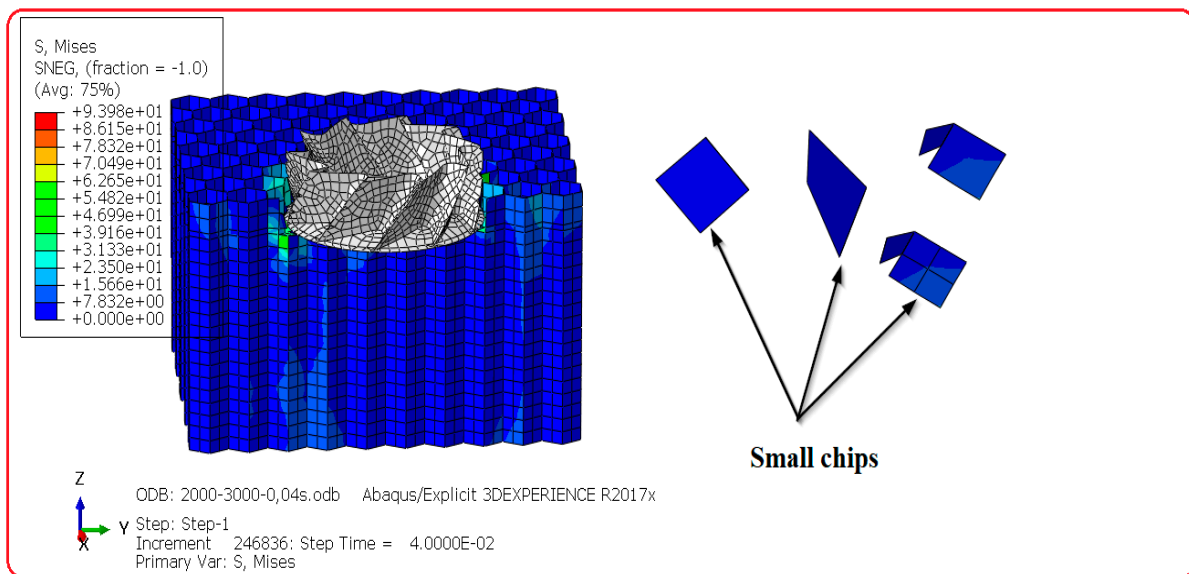 S, Mises
SNEG, (fraction = -1.0)
(Avg: 75%)
+9.398e+01
+8.615e+01
+7.832e+01
+7.049e+01
+6.265e+01
+5.482e+01
+4.699e+01
+3.916e+01
+3.133e+01
+2.350e+01
+1.566e+01
+7.832e+00
+0.000e+00
Small chips
Z
Y
X
ODB: 2000-3000-0,04s.odb Abaqus/Explicit 3DEXPERIENCE R2017x
Step: Step-1
Increment 246836: Step Time = 4.0000E-02
Primary Var: S, Mises